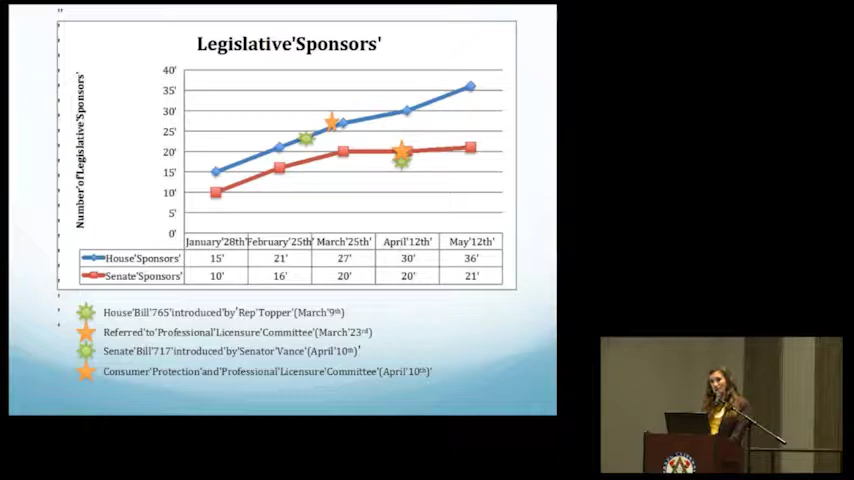 Legislative'Sponsors'
Number'of'Legislative'Sponsors'
40'
35'
30'
25'
20'
15'
10'
5'
0'
January'28th' February'25th' March'25th' April'12th' May'12th'
House'Sponsors' 15' 21' 27' 30' 36'
Senate'Sponsors' 10' 16' 20' 20' 21'
House'Bill'765'introduced'by'Rep'Topper'(March'9th)
Referred'to'Professional'Licensure'Committee'(March'23rd)
Senate'Bill'717'introduced'by'Senator'Vance'(April'10th)'
Consumer'Protection'and'Professional'Licensure'Committee'(April'10th)'